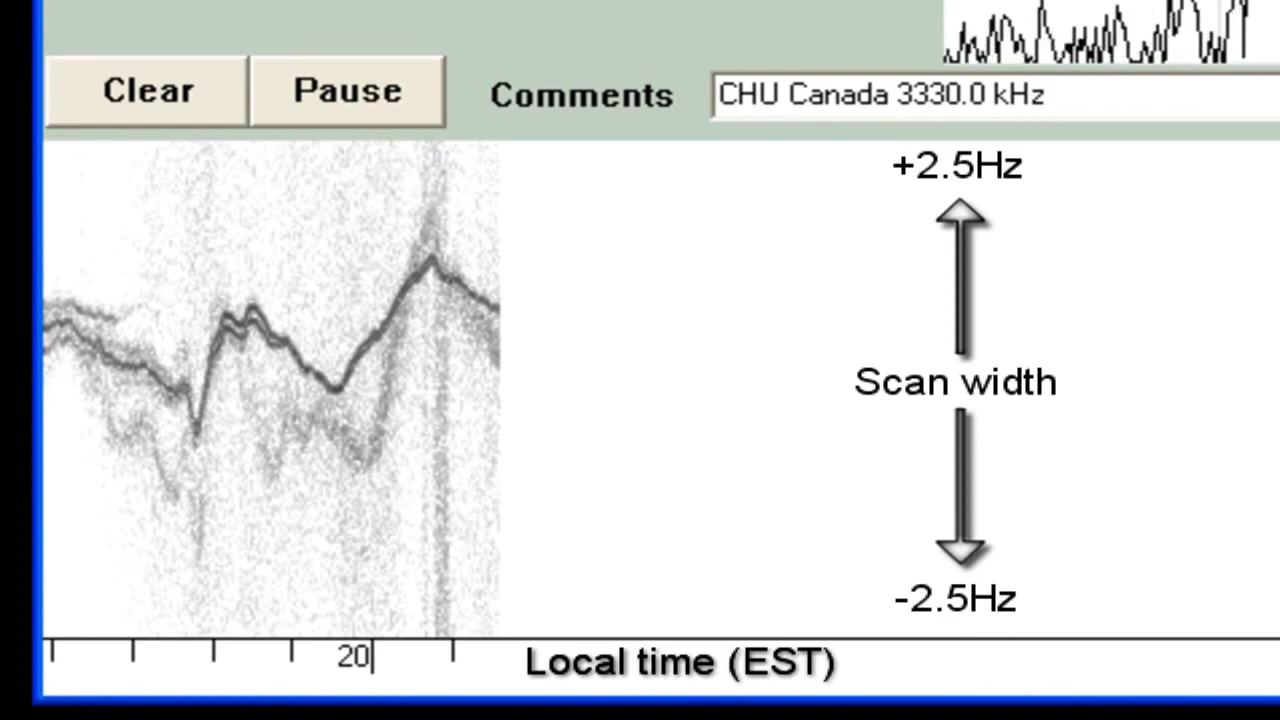 Clear
Pause
Comments
CHU Canada 3330.0 kHz
+2.5Hz
Scan width
-2.5Hz
20
Local time (EST)